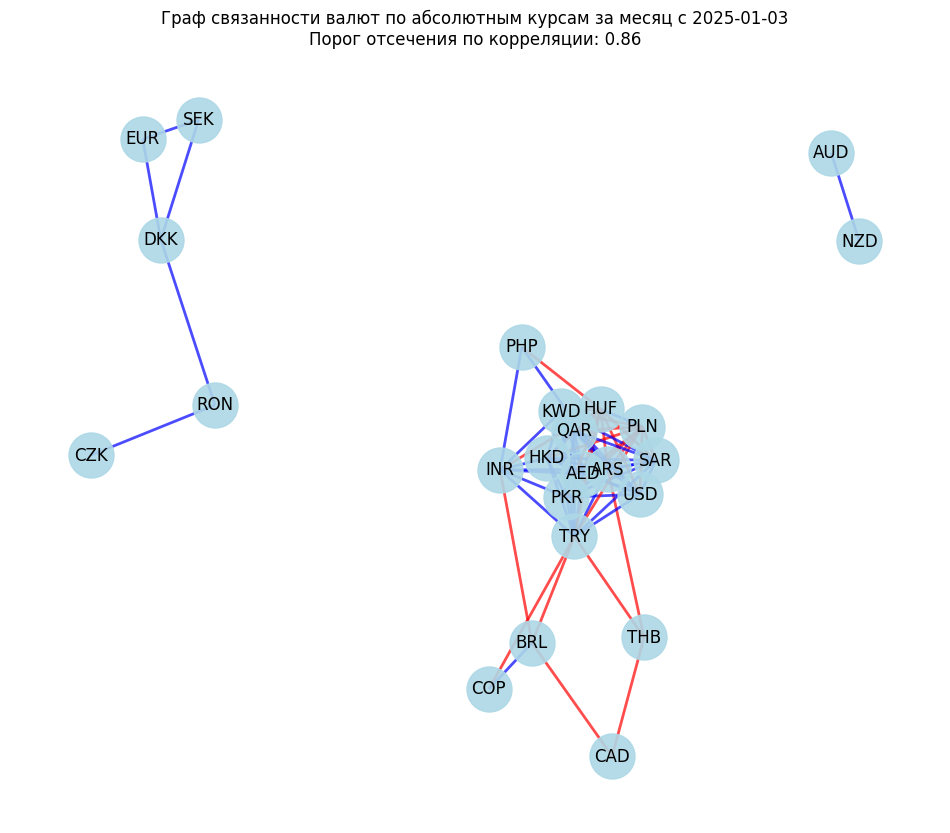 Граф связанности валют по абсолютным курсам за месяц с 2025-01-03
Порог отсечения по корреляции: 0.86
SEK
EUR
AUD
DKK
NZD
PHP
RON
KWD
HUF
PLN
QAR
CZK
HKD
SAR
INR
AED
ARS
PKR
USD
TRY
THB
BRL
COP
CAD